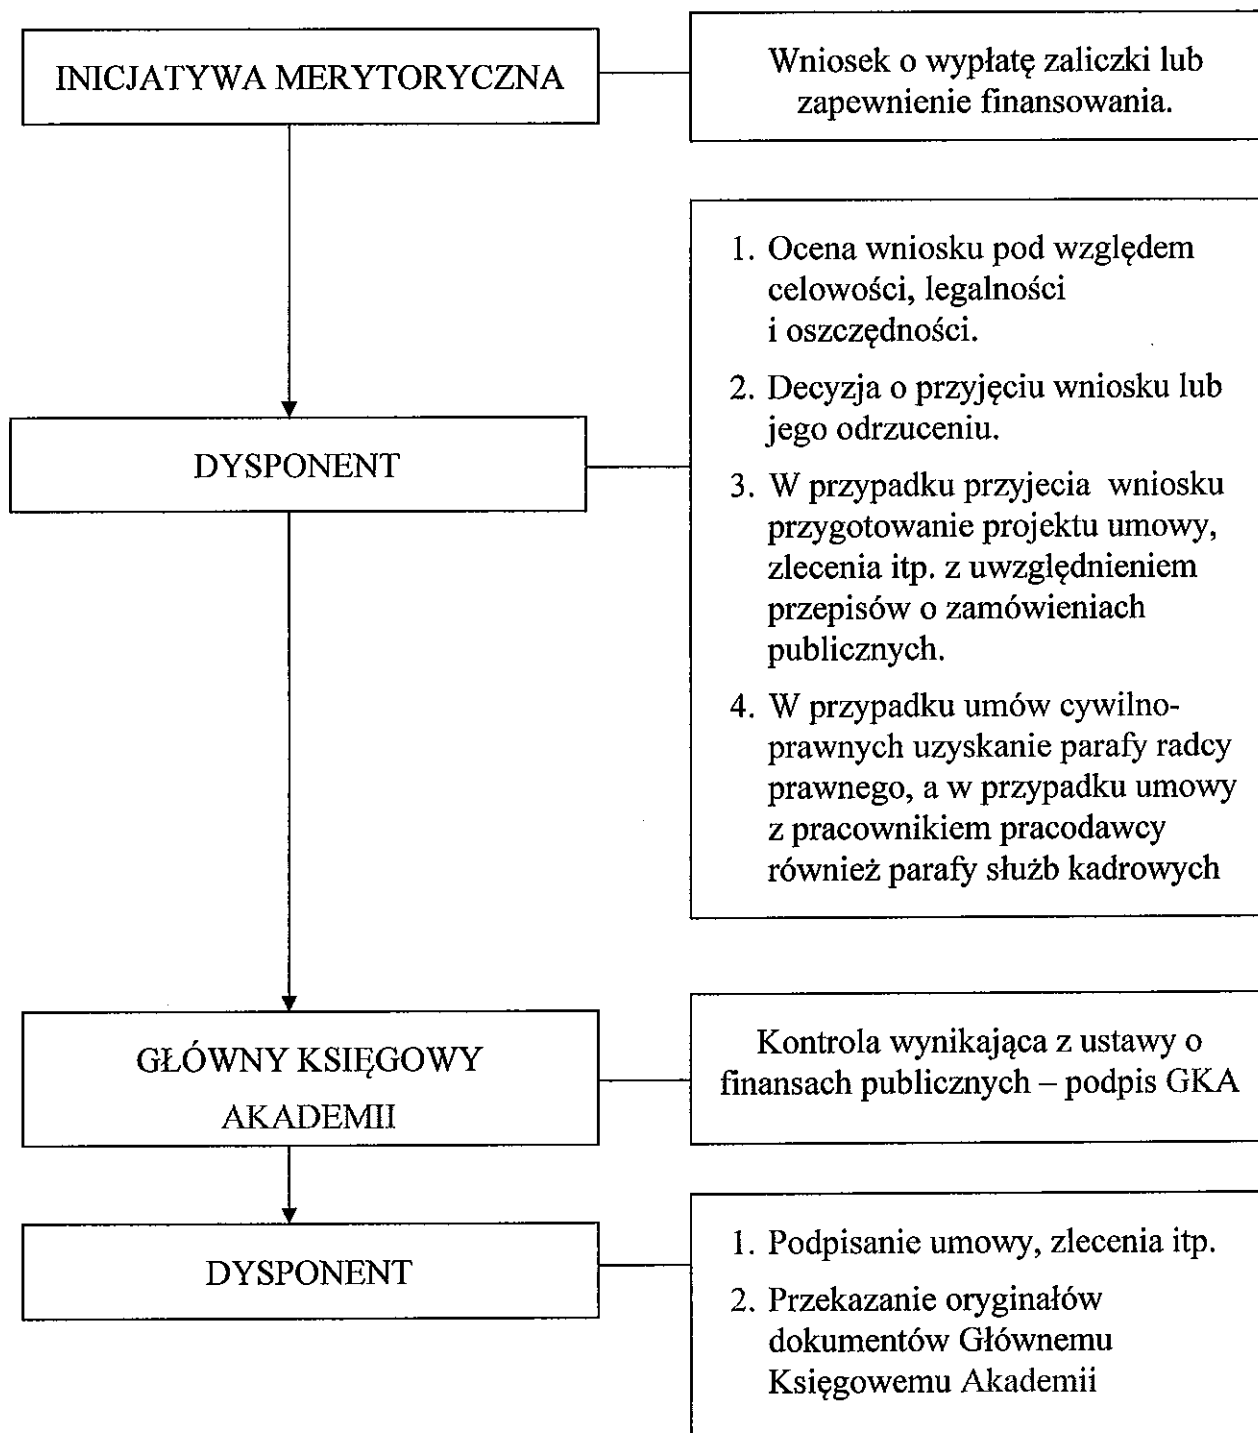 INICJATYWA MERYTORYCZNA
Wniosek o wypłatę zaliczki lub
zapewnienie finansowania.
DYSPONENT
1. Ocena wniosku pod względem
celowości, legalności
i oszczędności.
2. Decyzja o przyjęciu wniosku lub
jego odrzuceniu.
3. W przypadku przyjecia wniosku
przygotowanie projektu umowy,
zlecenia itp. z uwzględnieniem
przepisów o zamówieniach
publicznych.
4. W przypadku umów cywilno-
prawnych uzyskanie parafy radcy
prawnego, a w przypadku umowy
z pracownikiem pracodawcy
również parafy służb kadrowych
GŁÓWNY KSIĘGOWY
AKADEMII
Kontrola wynikająca z ustawy o
finansach publicznych – podpis GKA
DYSPONENT
1. Podpisanie umowy, zlecenia itp.
2. Przekazanie oryginałów
dokumentów Głównemu
Księgowemu Akademii